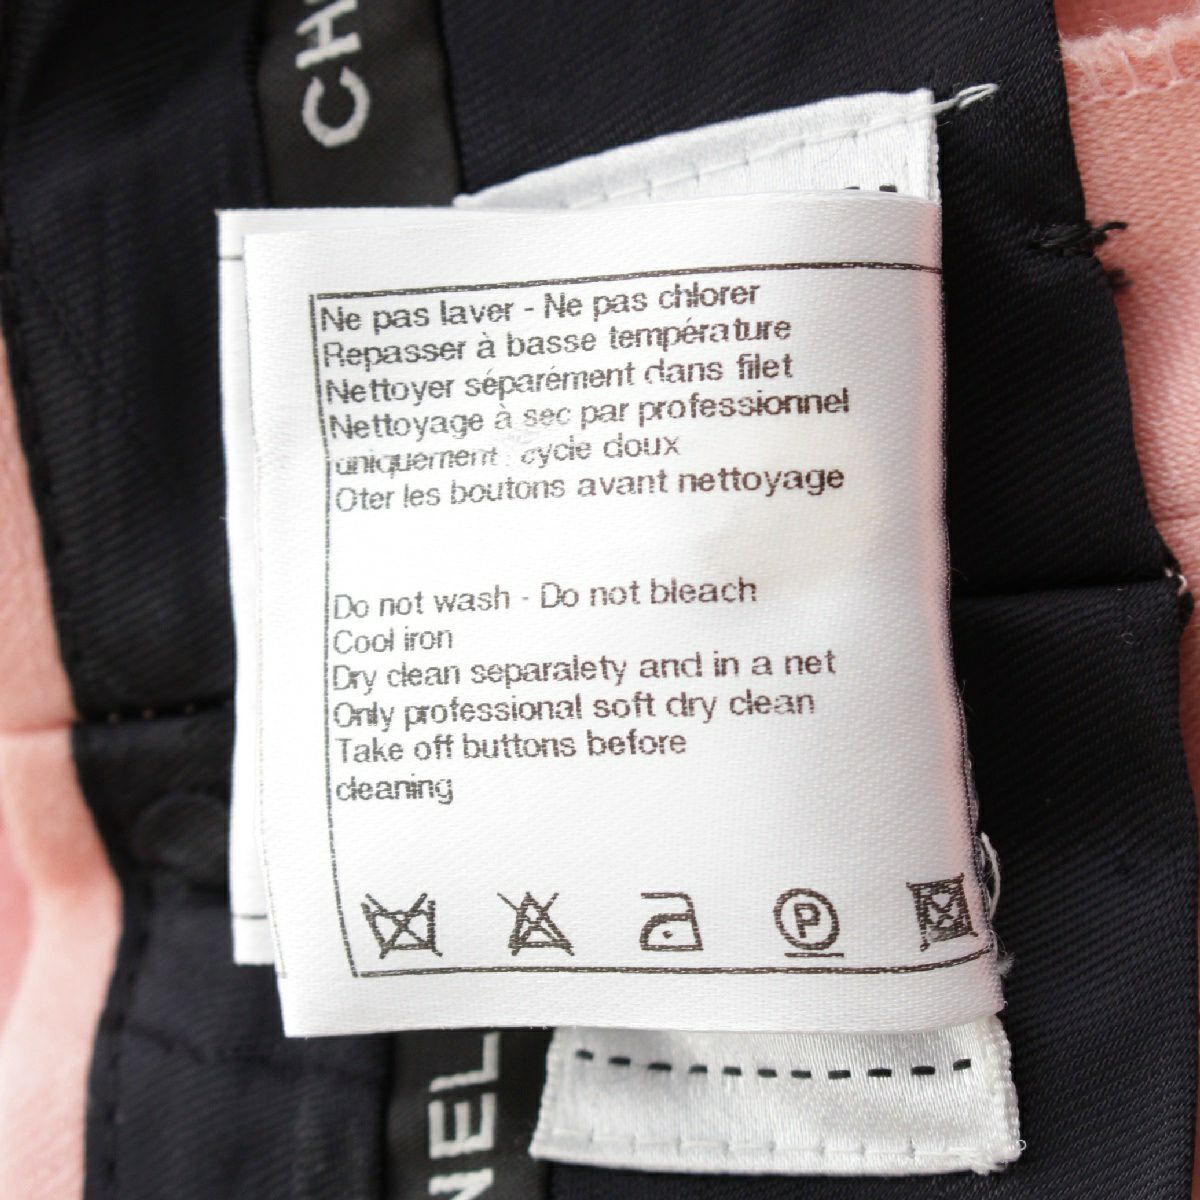 CH
Ne pas laver - Ne pas chlorer
Repasser à basse température
Nettoyer séparément dans filet
Nettoyage à sec par professionnel
uniquement : cycle doux
Oter les boutons avant nettoyage
Do not wash - Do not bleach
Cool iron
Dry clean separalety and in a net
Only professional soft dry clean
Take off buttons before
cleaning
P
NEL